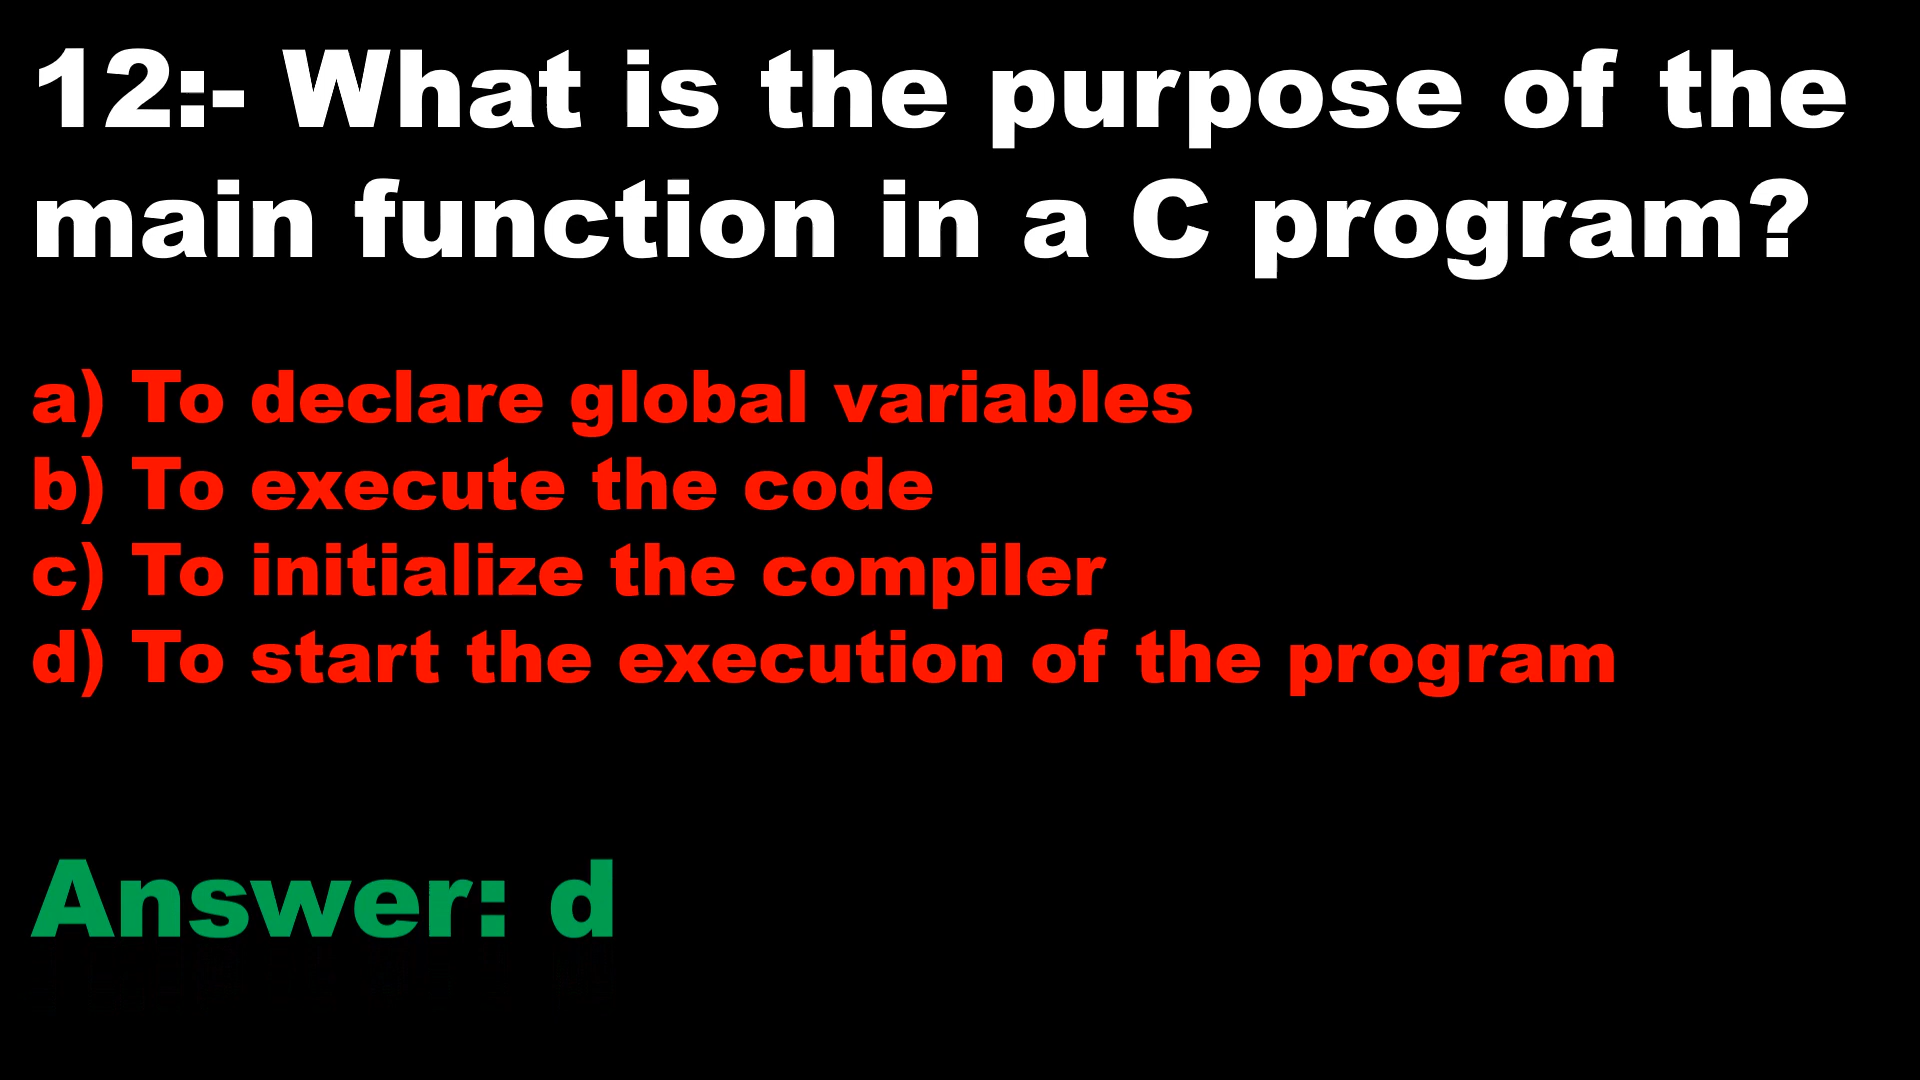 12:- What is the purpose of the
main function in a C program?
a) To declare global variables
b) To execute the code
c) To initialize the compiler
d) To start the execution of the program
Answer: d